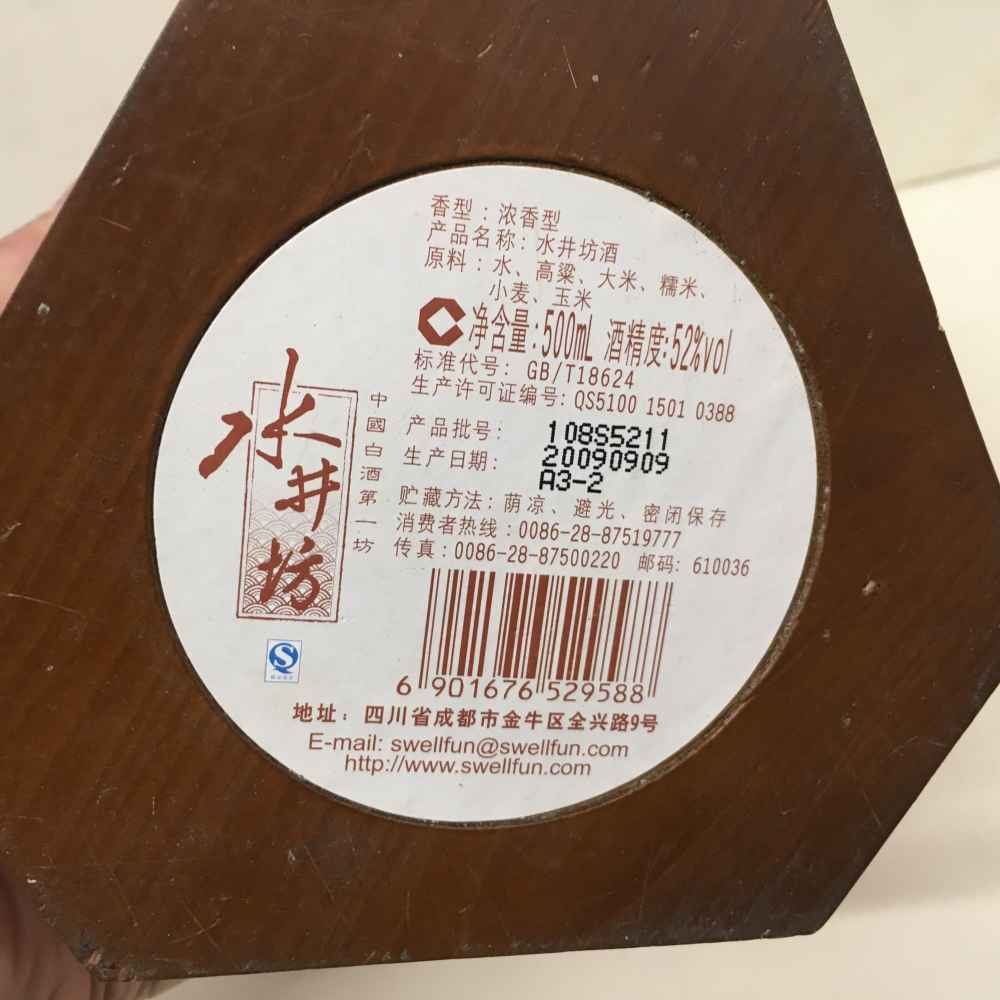 香型：浓香型
产品名称：水井坊酒
原料：水、高粱、大米、糯米、
小麦、玉米
净含量:500mL 酒精度:52%vol
标准代号：GB/T18624
生产许可证编号：QS5100 1501 0388
产品批号：108S5211
生产日期：20090909
A3-2
贮藏方法：荫凉、避光、密闭保存
消费者热线：0086-28-87519777
传真：0086-28-87500220 邮码：610036
水井坊
中國白酒第一坊
6 901676 529588
地址：四川省成都市金牛区全兴路9号
E-mail: swellfun@swellfun.com
http://www.swellfun.com